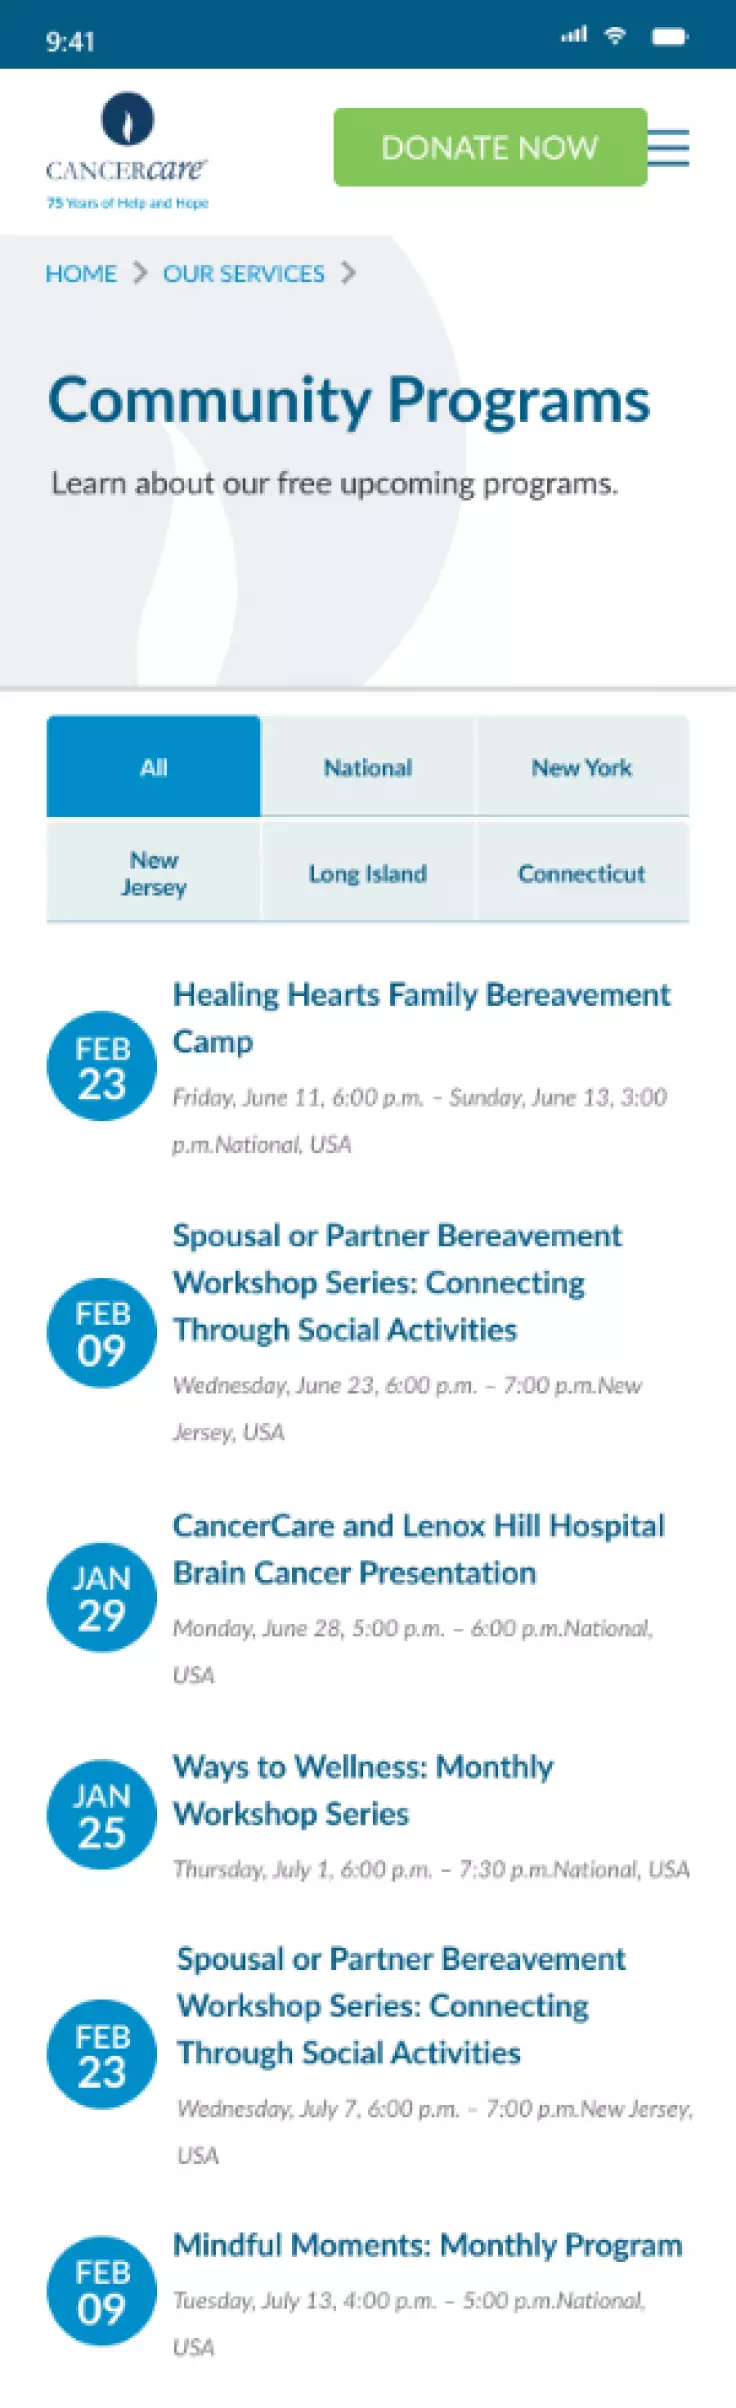 9:41
CANCERcare®
75 Years of Help and Hope
DONATE NOW
HOME > OUR SERVICES >
Community Programs
Learn about our free upcoming programs.
All
National
New York
New
Jersey
Long Island
Connecticut
FEB
23
Healing Hearts Family Bereavement
Camp
Friday, June 11, 6:00 p.m. – Sunday, June 13, 3:00
p.m.National, USA
FEB
09
Spousal or Partner Bereavement
Workshop Series: Connecting
Through Social Activities
Wednesday, June 23, 6:00 p.m. – 7:00 p.m.New
Jersey, USA
JAN
29
CancerCare and Lenox Hill Hospital
Brain Cancer Presentation
Monday, June 28, 5:00 p.m. – 6:00 p.m.National,
USA
JAN
25
Ways to Wellness: Monthly
Workshop Series
Thursday, July 1, 6:00 p.m. – 7:30 p.m.National, USA
FEB
23
Spousal or Partner Bereavement
Workshop Series: Connecting
Through Social Activities
Wednesday, July 7, 6:00 p.m. – 7:00 p.m.New Jersey,
USA
FEB
09
Mindful Moments: Monthly Program
Tuesday, July 13, 4:00 p.m. – 5:00 p.m.National,
USA